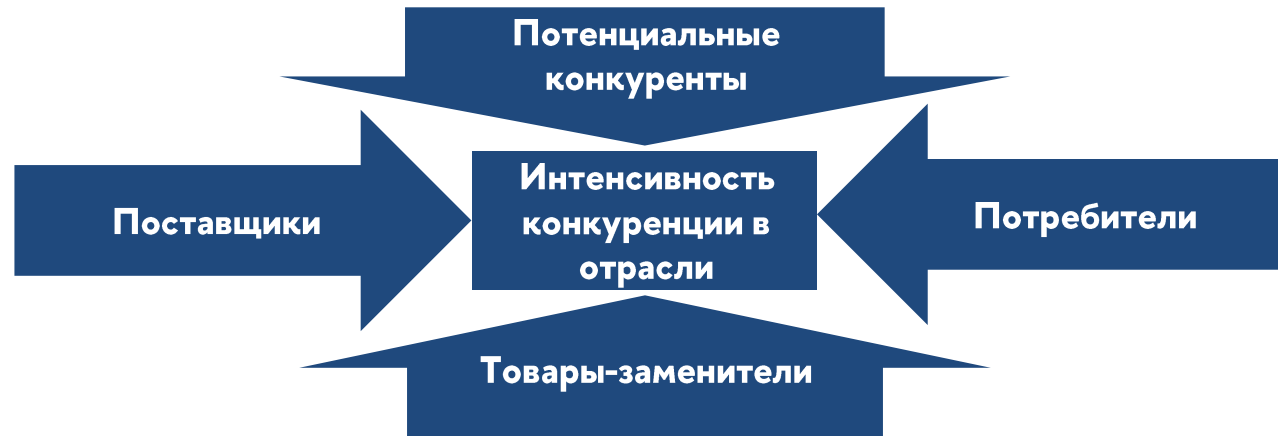 Потенциальные
конкуренты
Интенсивность
конкуренции в
отрасли
Поставщики
Потребители
Товары-заменители